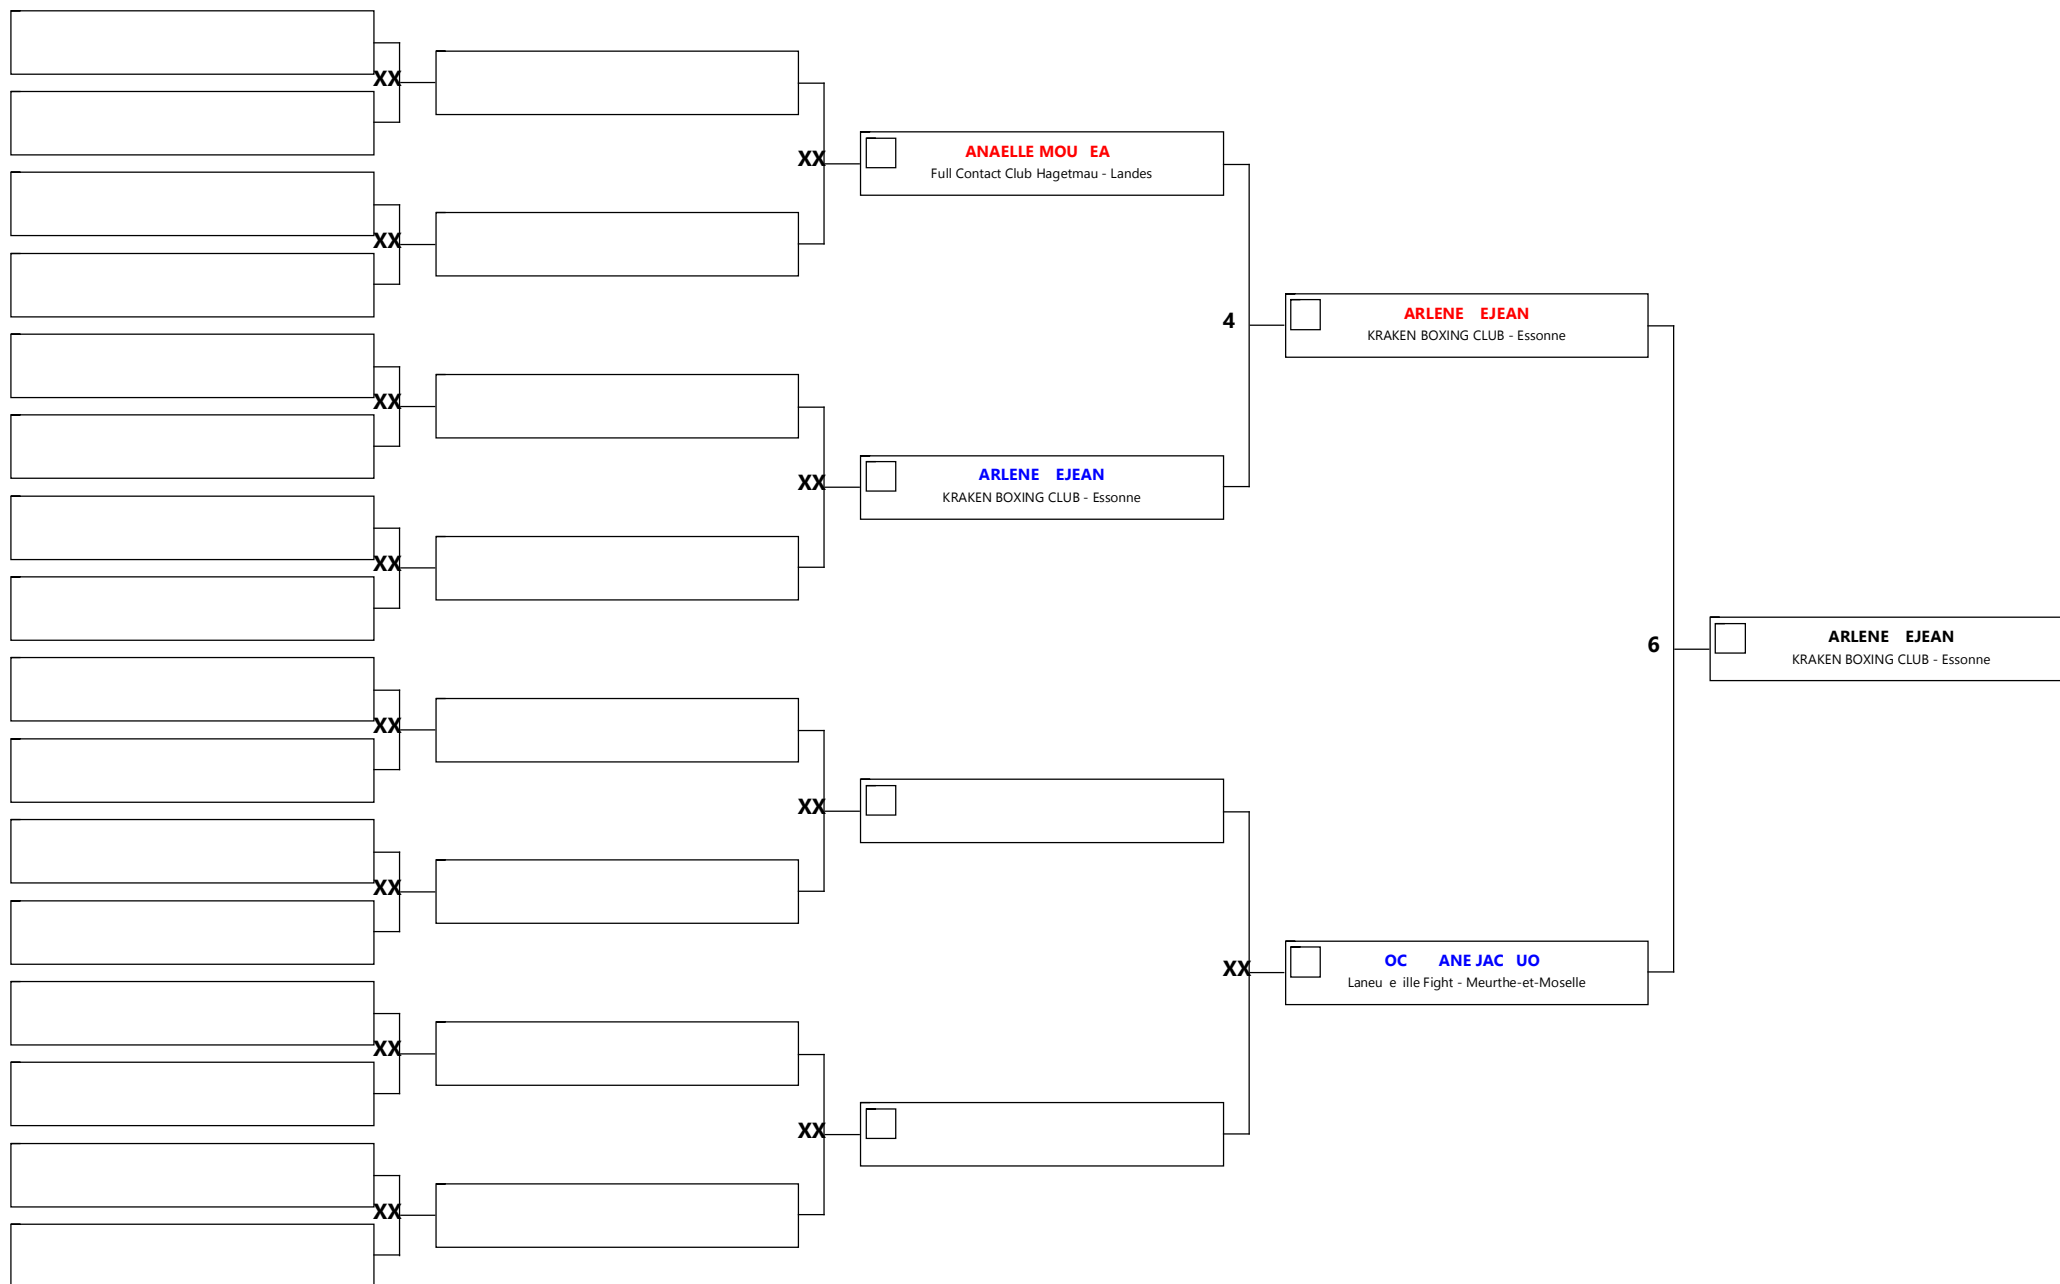 XX
XX
XX
XX
XX
XX
XX
XX
XX
XX
XX
XX
ANAELLE MOU EA
Full Contact Club Hagetmau - Landes
ARLENE EJEAN
KRAKEN BOXING CLUB - Essonne
4
XX
ARLENE EJEAN
KRAKEN BOXING CLUB - Essonne
OC ANE JAC UO
Laneu e ille Fight - Meurthe-et-Moselle
6
ARLENE EJEAN
KRAKEN BOXING CLUB - Essonne